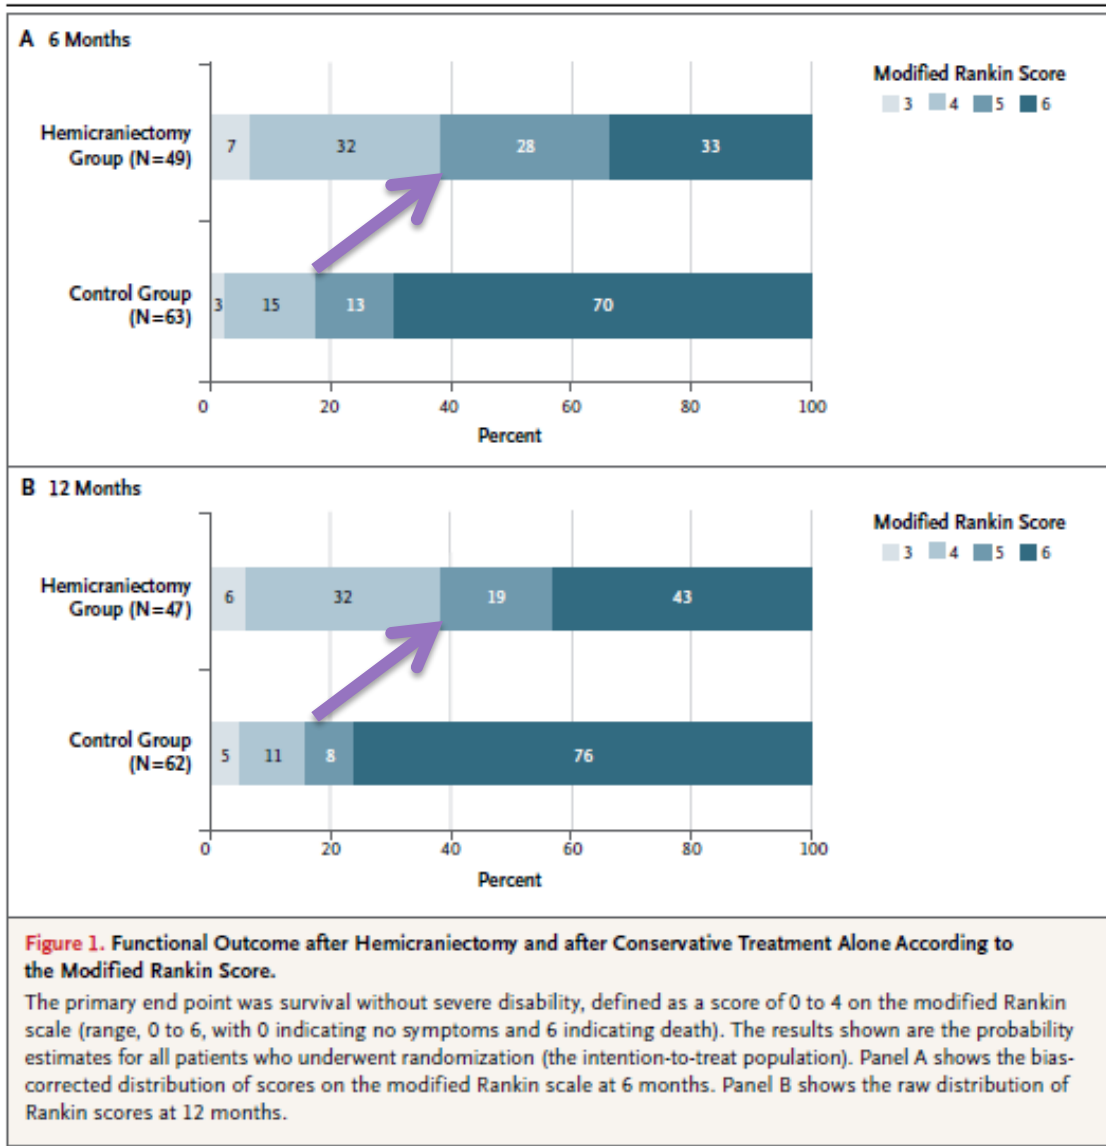 A 6 Months
Modified Rankin Score
3 4 5 6
Hemicraniectomy
Group (N=49)
7 32 28 33
Control Group
(N=63)
3 15 13 70
0 20 40 60 80 100
Percent
B 12 Months
Modified Rankin Score
3 4 5 6
Hemicraniectomy
Group (N=47)
6 32 19 43
Control Group
(N=62)
5 11 8 76
0 20 40 60 80 100
Percent
Figure 1. Functional Outcome after Hemicraniectomy and after Conservative Treatment Alone According to
the Modified Rankin Score.
The primary end point was survival without severe disability, defined as a score of 0 to 4 on the modified Rankin
scale (range, 0 to 6, with 0 indicating no symptoms and 6 indicating death). The results shown are the probability
estimates for all patients who underwent randomization (the intention-to-treat population). Panel A shows the bias-
corrected distribution of scores on the modified Rankin scale at 6 months. Panel B shows the raw distribution of
Rankin scores at 12 months.